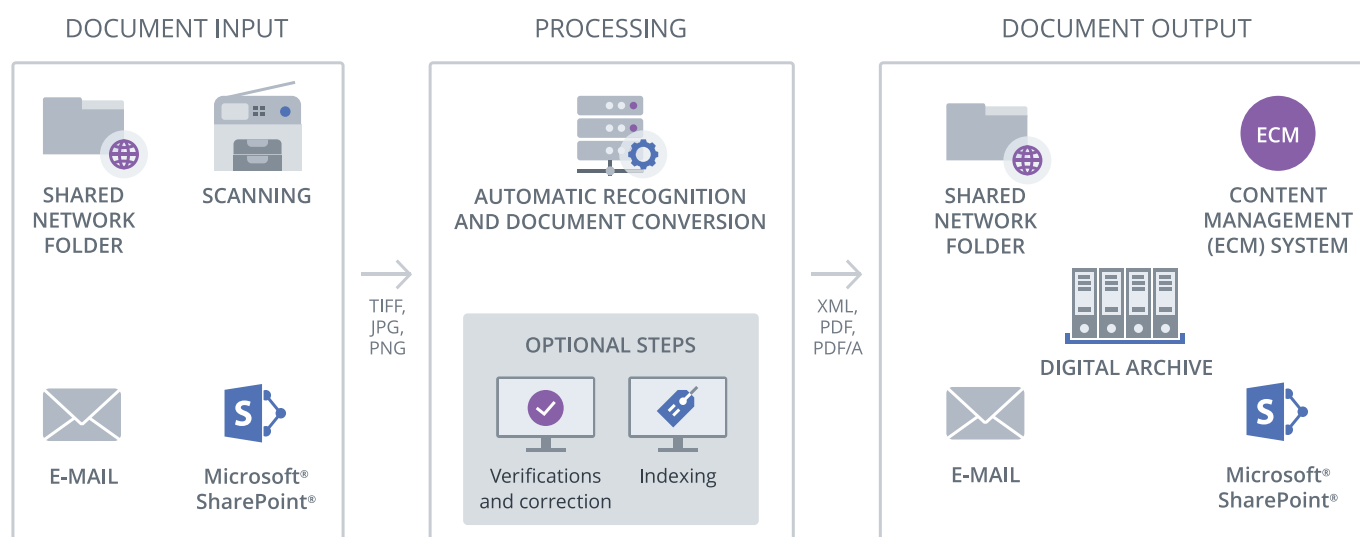 DOCUMENT INPUT
SHARED
NETWORK
FOLDER
SCANNING
E-MAIL
Microsoft®
SharePoint®
TIFF,
JPG,
PNG
PROCESSING
AUTOMATIC RECOGNITION
AND DOCUMENT CONVERSION
OPTIONAL STEPS
Verifications
and correction
Indexing
XML,
PDF,
PDF/A
DOCUMENT OUTPUT
SHARED
NETWORK
FOLDER
ECM
CONTENT
MANAGEMENT
(ECM) SYSTEM
DIGITAL ARCHIVE
E-MAIL
Microsoft®
SharePoint®